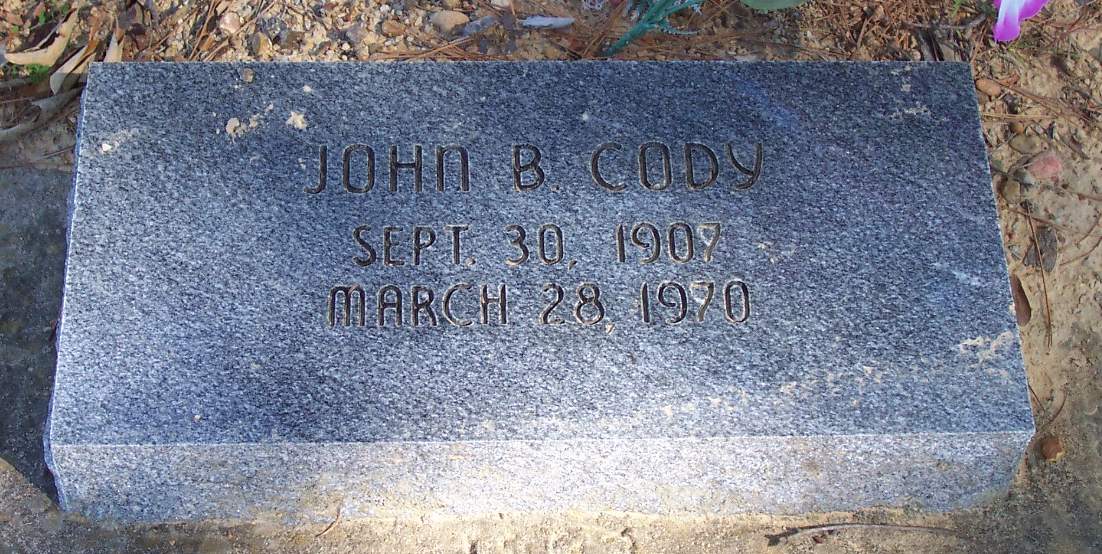 JOHN B. CODY
SEPT. 30, 1907
MARCH 28, 1970